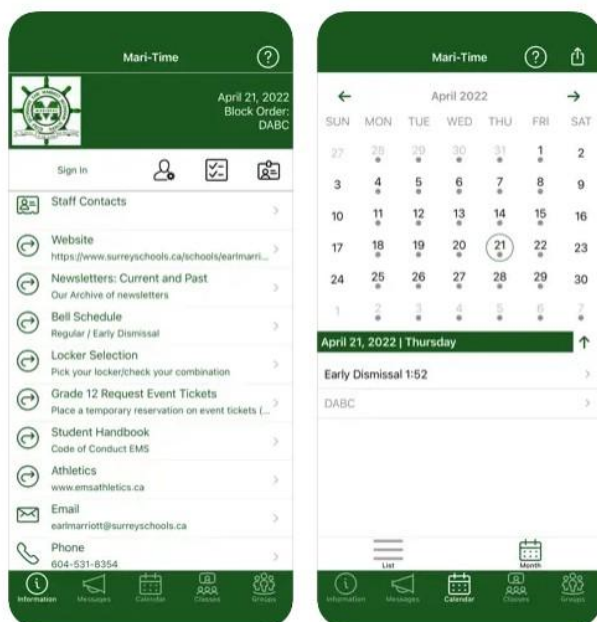 Mari-Time
?
April 21, 2022
Block Order:
DABC
Sign In
Staff Contacts
Website
https://www.surreyschools.ca/schools/earlmarri...
Newsletters: Current and Past
Our Archive of newsletters
Bell Schedule
Regular / Early Dismissal
Locker Selection
Pick your locker/check your combination
Grade 12 Request Event Tickets
Place a temporary reservation on event tickets (...
Student Handbook
Code of Conduct EMS
Athletics
www.emsathletics.ca
Email
earlmarriott@surreyschools.ca
Phone
604-531-8354
Information Messages Calendar Classes Groups
Mari-Time
?
April 2022
SUN MON TUE WED THU FRI SAT
27 28 29 30 31 1 2
3 4 5 6 7 8 9
10 11 12 13 14 15 16
17 18 19 20 21 22 23
24 25 26 27 28 29 30
1 2 3 4 5 6 7
April 21, 2022 | Thursday
Early Dismissal 1:52
DABC
List Month
Information Messages Calendar Classes Groups